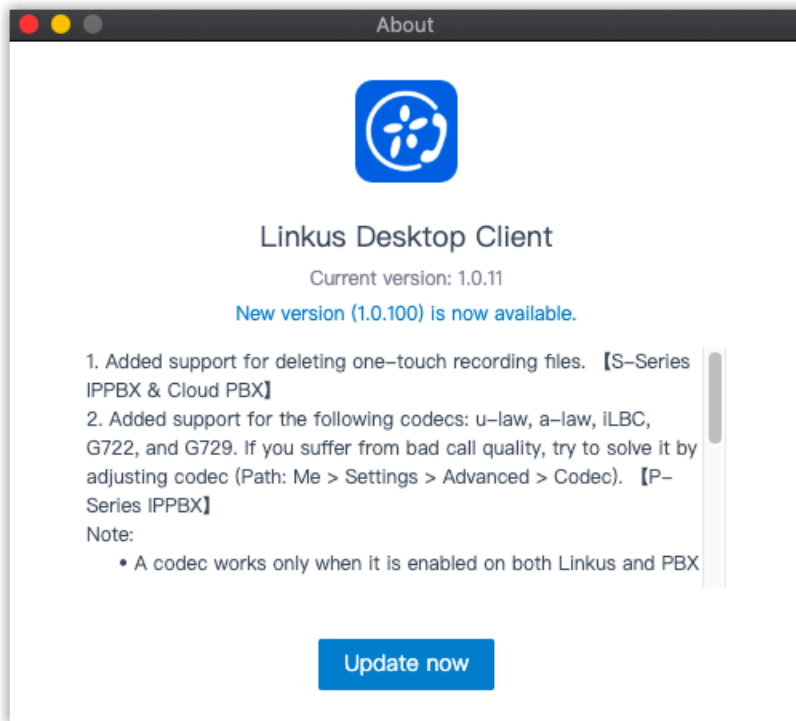 About
Linkus Desktop Client
Current version: 1.0.11
New version (1.0.100) is now available.
1. Added support for deleting one-touch recording files. 【S-Series
IPPBX & Cloud PBX】
2. Added support for the following codecs: u-law, a-law, iLBC,
G722, and G729. If you suffer from bad call quality, try to solve it by
adjusting codec (Path: Me > Settings > Advanced > Codec). 【P-
Series IPPBX】
Note:
• A codec works only when it is enabled on both Linkus and PBX
Update now